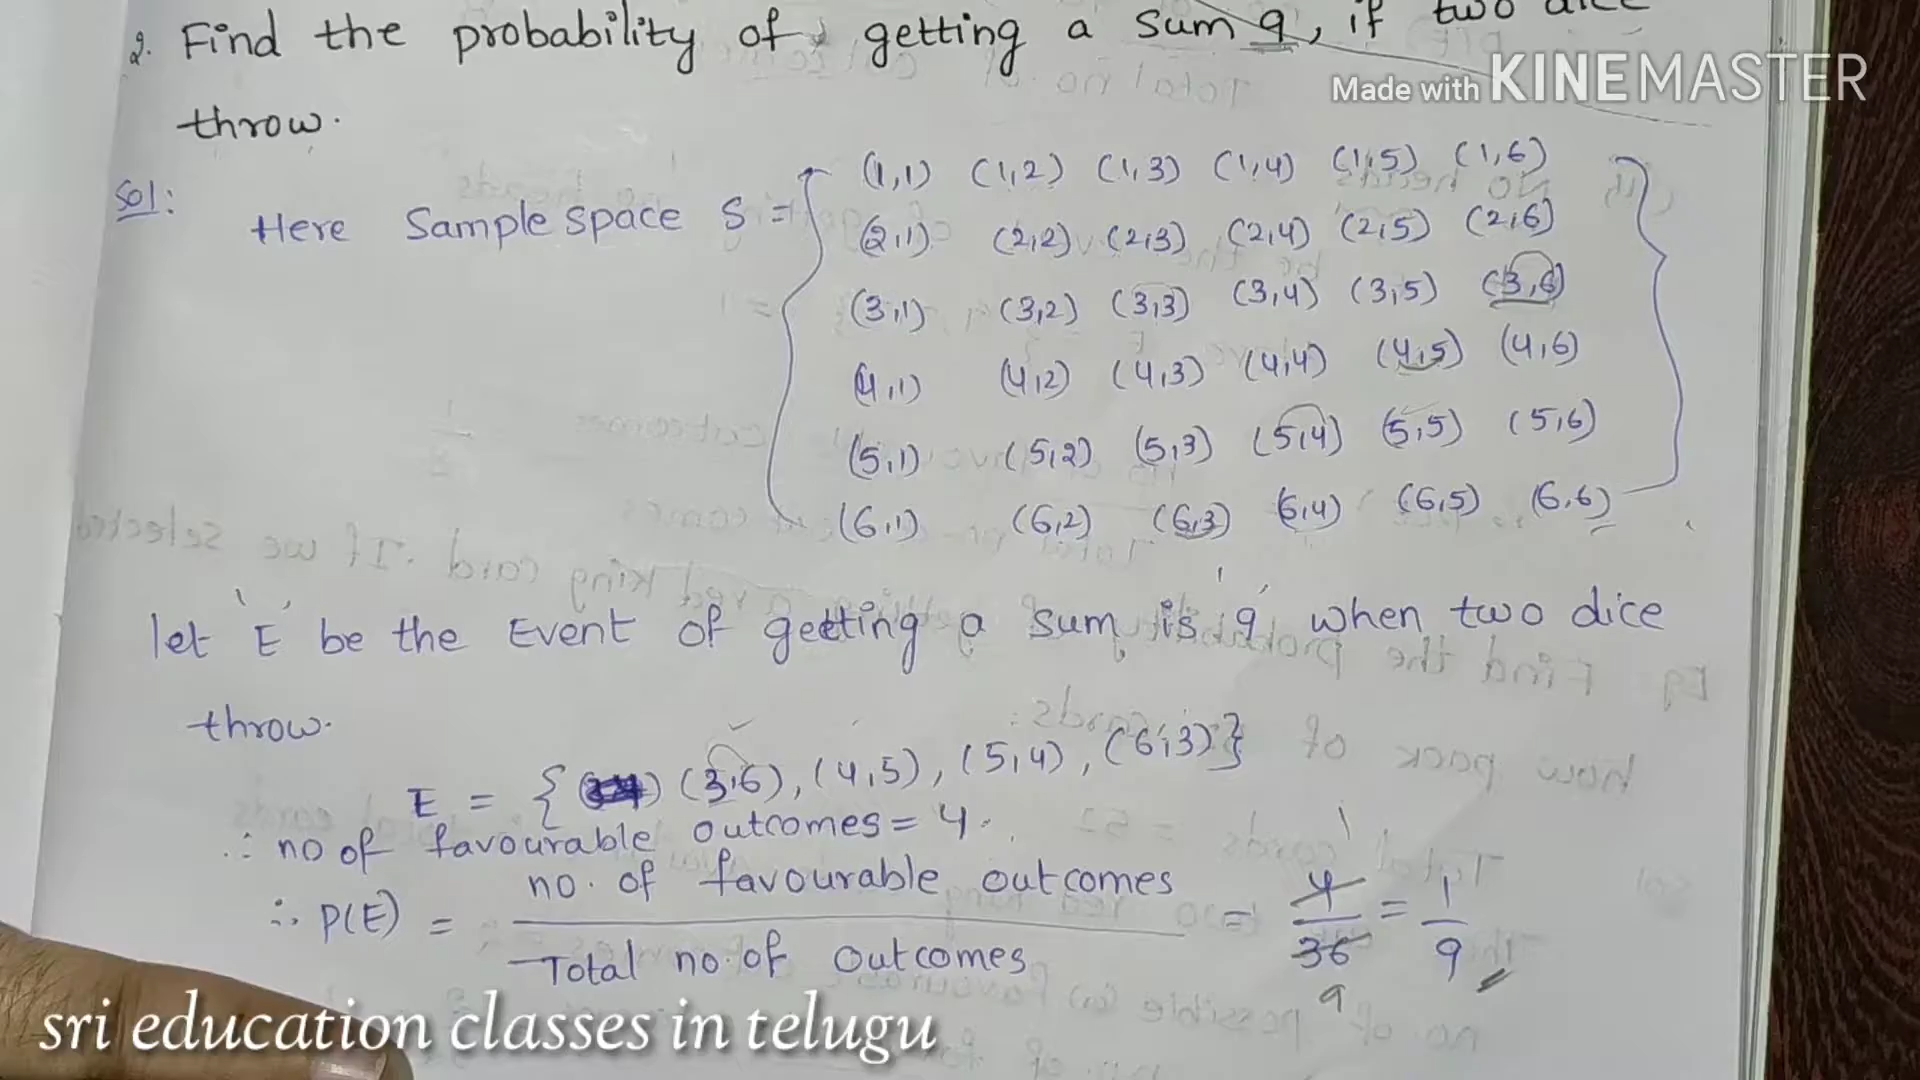 2. Find the probability of getting a sum 9, if two dice
Made with KINEMASTER
throw.
Sol:
Here Sample space S = { (1,1) (1,2) (1,3) (1,4) (1,5) (1,6)
(2,1) (2,2) (2,3) (2,4) (2,5) (2,6)
(3,1) (3,2) (3,3) (3,4) (3,5) (3,6)
(4,1) (4,2) (4,3) (4,4) (4,5) (4,6)
(5,1) (5,2) (5,3) (5,4) (5,5) (5,6)
(6,1) (6,2) (6,3) (6,4) (6,5) (6,6) }
let 'E' be the Event of getting a sum is '9' when two dice
throw.
E = { (3,6), (4,5), (5,4), (6,3) }
∴ no of favourable outcomes = 4.
∴ P(E) = no. of favourable outcomes / Total no. of outcomes = 4/36 = 1/9
9
sri education classes in telugu